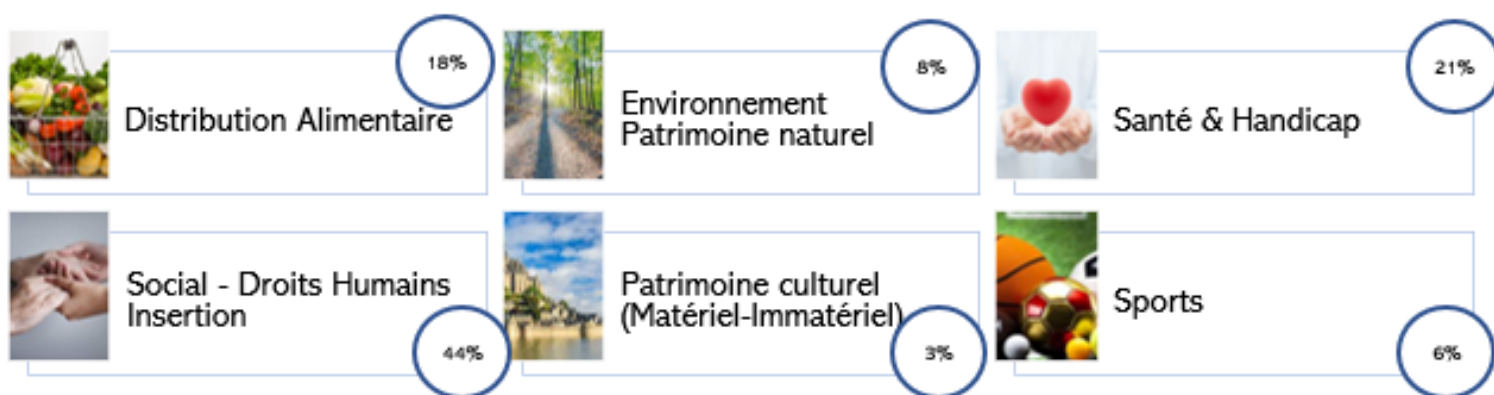 18%
Distribution Alimentaire
8%
Environnement
Patrimoine naturel
21%
Santé & Handicap
Social - Droits Humains
Insertion
44%
Patrimoine culturel
(Matériel-Immatériel)
3%
Sports
6%